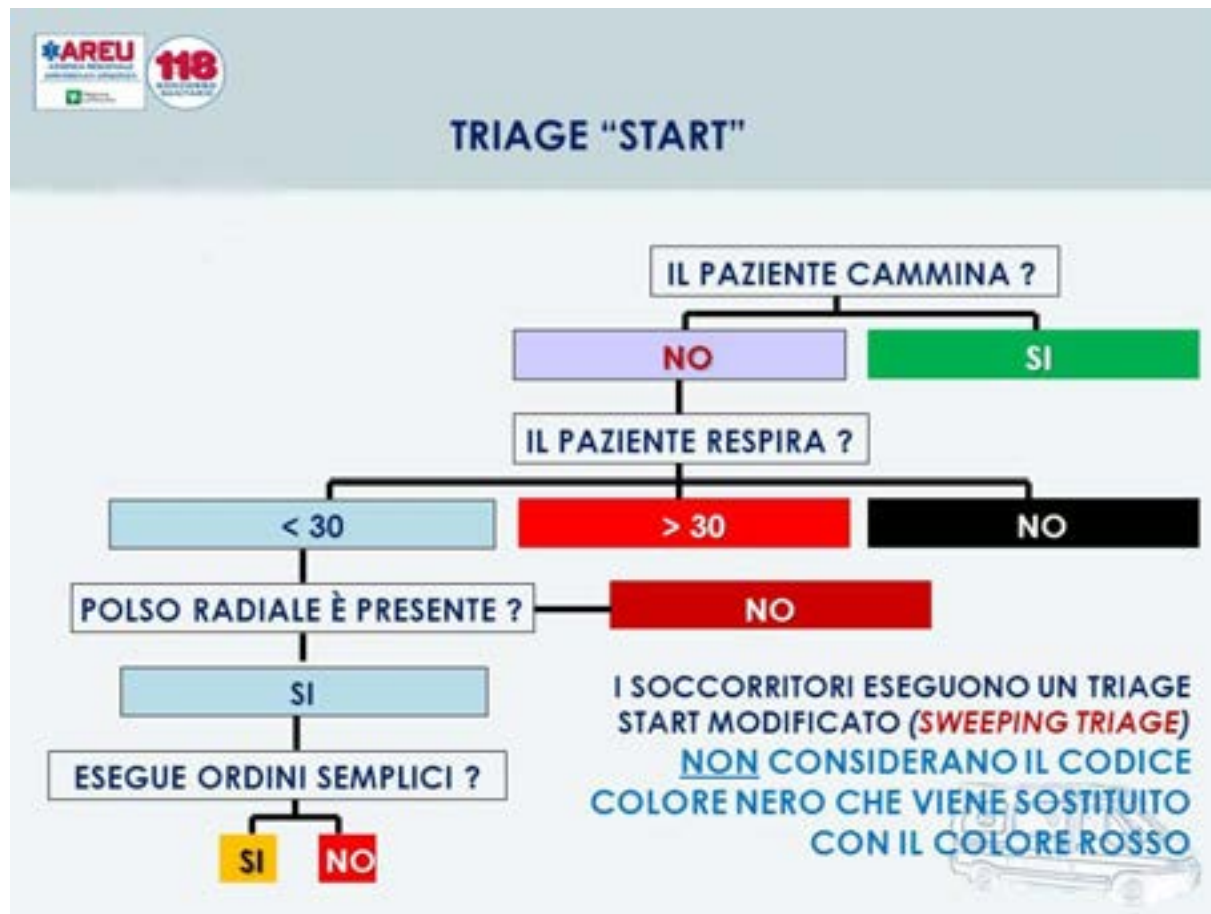 AREU
118
TRIAGE “START”
IL PAZIENTE CAMMINA ?
NO
SI
IL PAZIENTE RESPIRA ?
< 30
> 30
NO
POLSO RADIALE È PRESENTE ?
NO
SI
I SOCCORRITORI ESEGUONO UN TRIAGE
START MODIFICATO (SWEEPING TRIAGE)
NON CONSIDERANO IL CODICE
COLORE NERO CHE VIENE SOSTITUITO
CON IL COLORE ROSSO
ESEGUE ORDINI SEMPLICI ?
SI
NO